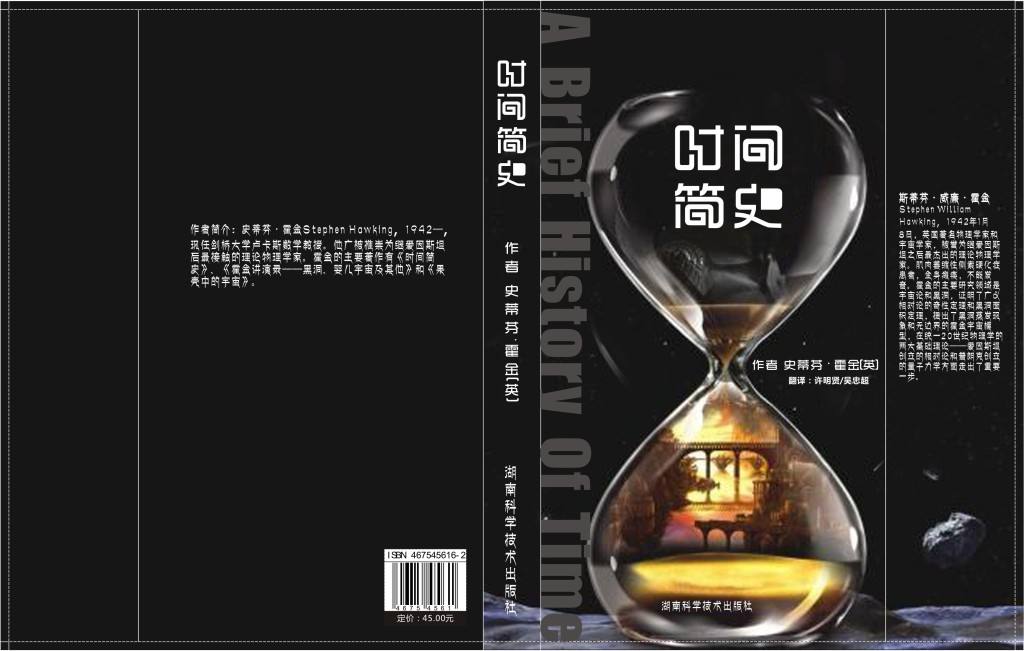 作者简介：史蒂芬·霍金Stephen Hawking，1942—，
现任剑桥大学卢卡斯数学教授。他广被推崇为继爱因斯坦
后最接触的理论物理学家。霍金的主要著作有《时间简
史》、《霍金讲演录——黑洞、婴儿宇宙及其他》和《果
壳中的宇宙》。
ISBN 467545616-2
定价：45.00元
时间简史
作者 史蒂芬·霍金(英)
湖南科学技术出版社
A Brief History Of Time
时间
简史
作者 史蒂芬·霍金(英)
翻译：许明贤/吴忠超
湖南科学技术出版社
斯蒂芬·威廉·霍金
Stephen William
Hawking，1942年1月
8日，英国著名物理学家和
宇宙学家，被誉为继爱因斯
坦之后最杰出的理论物理学
家。肌肉萎缩性侧索硬化症
患者，全身瘫痪，不能发
音。霍金的主要研究领域是
宇宙论和黑洞，证明了广义
相对论的奇性定理和黑洞面
积定理，提出了黑洞蒸发现
象和无边界的霍金宇宙模
型，在统一20世纪物理学的
两大基础理论——爱因斯坦
创立的相对论和普朗克创立
的量子力学方面走出了重要
一步。